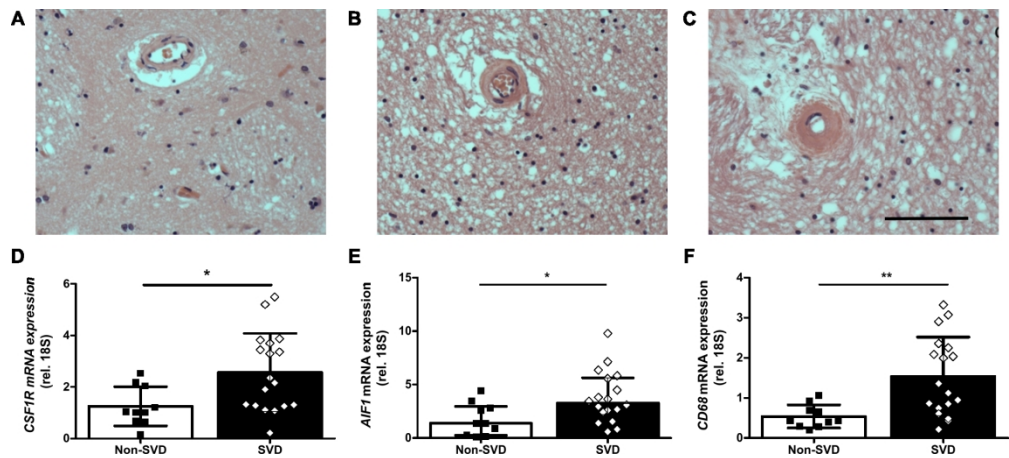 A
B
C
D
*
CSF1R mRNA expression
(rel. 18S)
6
4
2
0
Non-SVD
SVD
E
*
AIF1 mRNA expression
(rel. 18S)
15
10
5
0
Non-SVD
SVD
F
**
CD68 mRNA expression
(rel. 18S)
4
3
2
1
0
Non-SVD
SVD